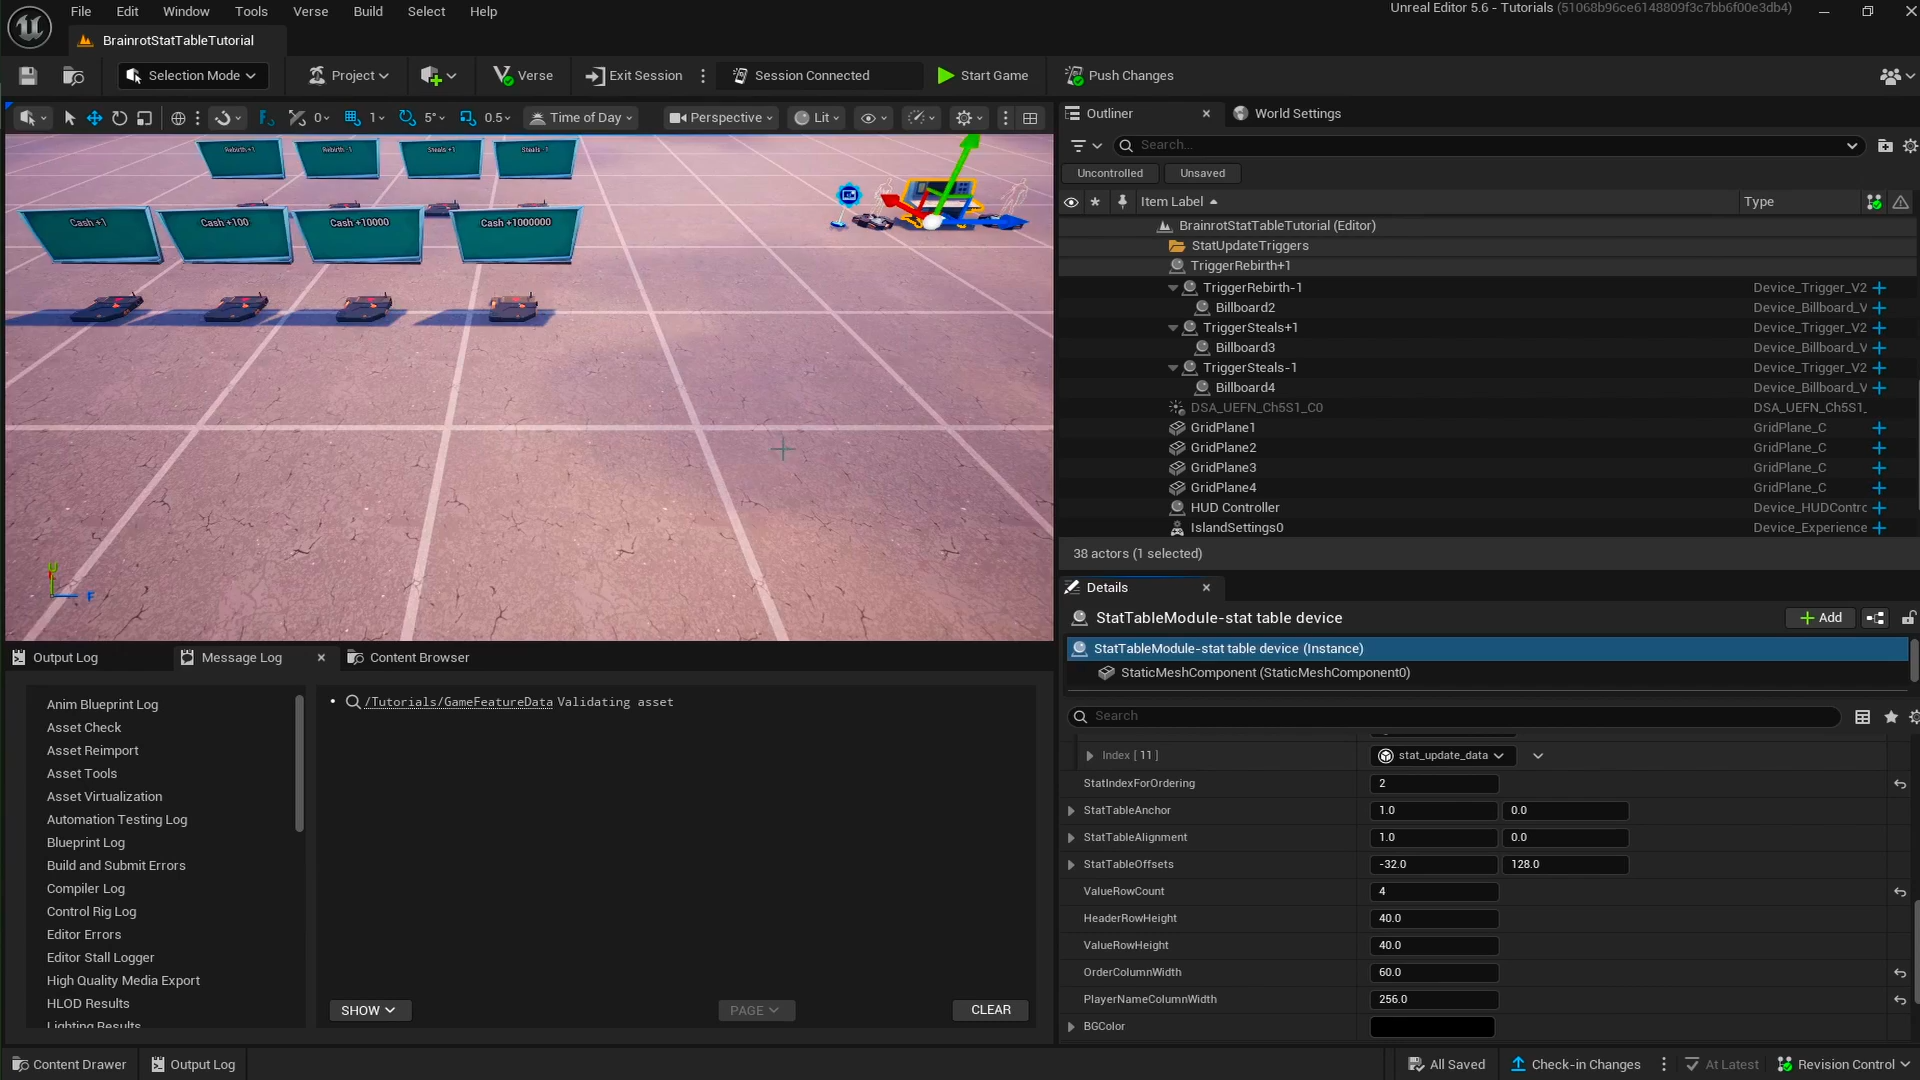 File Edit Window Tools Verse Build Select Help
Unreal Editor 5.6 - Tutorials (51068b96ce6148809f3c7bb6f00e3db4)
BrainrotStatTableTutorial
Selection Mode Project Verse Exit Session Session Connected Start Game Push Changes
0 1 5° 0.5 Time of Day Perspective Lit
Rebirth +1 Rebirth -1 Steals +1 Steals -1
Cash +1 Cash +100 Cash +10000 Cash +1000000
Outliner World Settings
Search...
Uncontrolled Unsaved
Item Label Type
BrainrotStatTableTutorial (Editor)
StatUpdateTriggers
TriggerRebirth+1
TriggerRebirth-1 Device_Trigger_V2
Billboard2 Device_Billboard_V
TriggerSteals+1 Device_Trigger_V2
Billboard3 Device_Billboard_V
TriggerSteals-1 Device_Trigger_V2
Billboard4 Device_Billboard_V
DSA_UEFN_Ch5S1_C0 DSA_UEFN_Ch5S1_
GridPlane1 GridPlane_C
GridPlane2 GridPlane_C
GridPlane3 GridPlane_C
GridPlane4 GridPlane_C
HUD Controller Device_HUDContrc
IslandSettings0 Device_Experience
38 actors (1 selected)
Details
StatTableModule-stat table device Add
StatTableModule-stat table device (Instance)
StaticMeshComponent (StaticMeshComponent0)
Search
Index [ 11 ] stat_update_data
StatIndexForOrdering 2
StatTableAnchor 1.0 0.0
StatTableAlignment 1.0 0.0
StatTableOffsets -32.0 128.0
ValueRowCount 4
HeaderRowHeight 40.0
ValueRowHeight 40.0
OrderColumnWidth 60.0
PlayerNameColumnWidth 256.0
BGColor
Output Log Message Log Content Browser
Anim Blueprint Log
Asset Check
Asset Reimport
Asset Tools
Asset Virtualization
Automation Testing Log
Blueprint Log
Build and Submit Errors
Compiler Log
Control Rig Log
Editor Errors
Editor Stall Logger
High Quality Media Export
HLOD Results
Lighting Results
/Tutorials/GameFeatureData Validating asset
SHOW PAGE CLEAR
Content Drawer Output Log All Saved Check-in Changes At Latest Revision Control